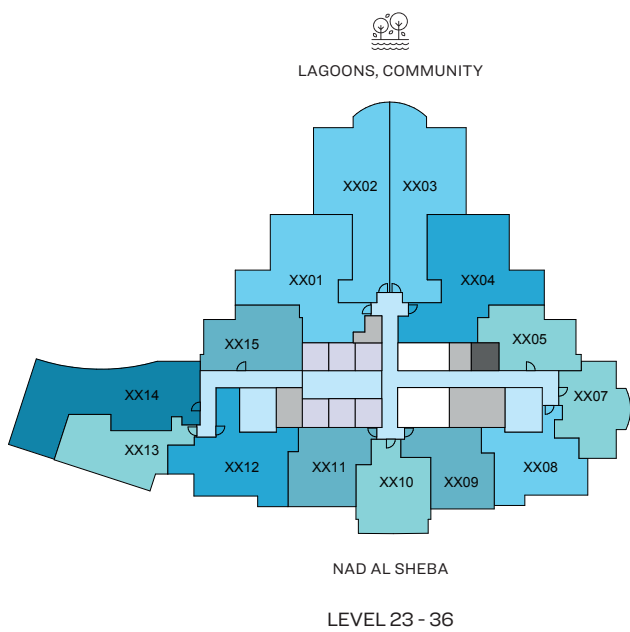 LAGOONS, COMMUNITY
XX02
XX03
XX01
XX04
XX05
XX15
XX14
XX07
XX13
XX12
XX11
XX10
XX09
XX08
NAD AL SHEBA
LEVEL 23 - 36